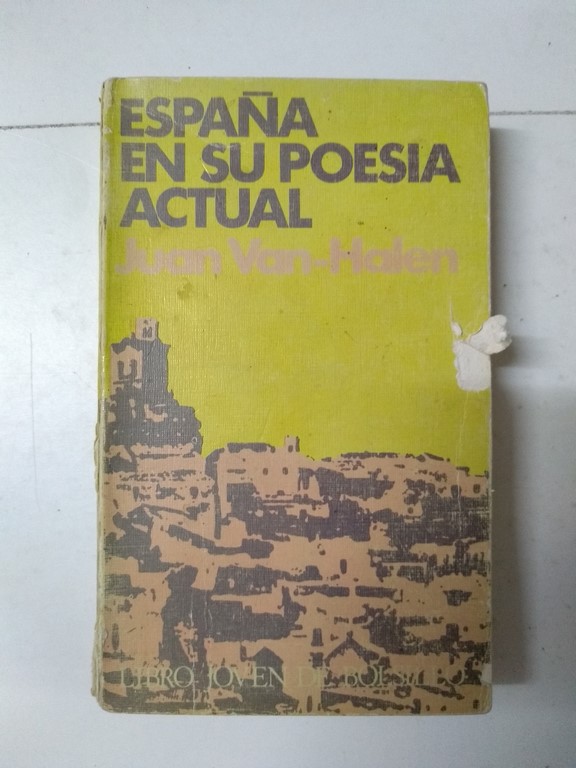 ESPAÑA
EN SU POESIA
ACTUAL
Juan Van-Halen
LIBRO JOVEN DE BOLSILLO